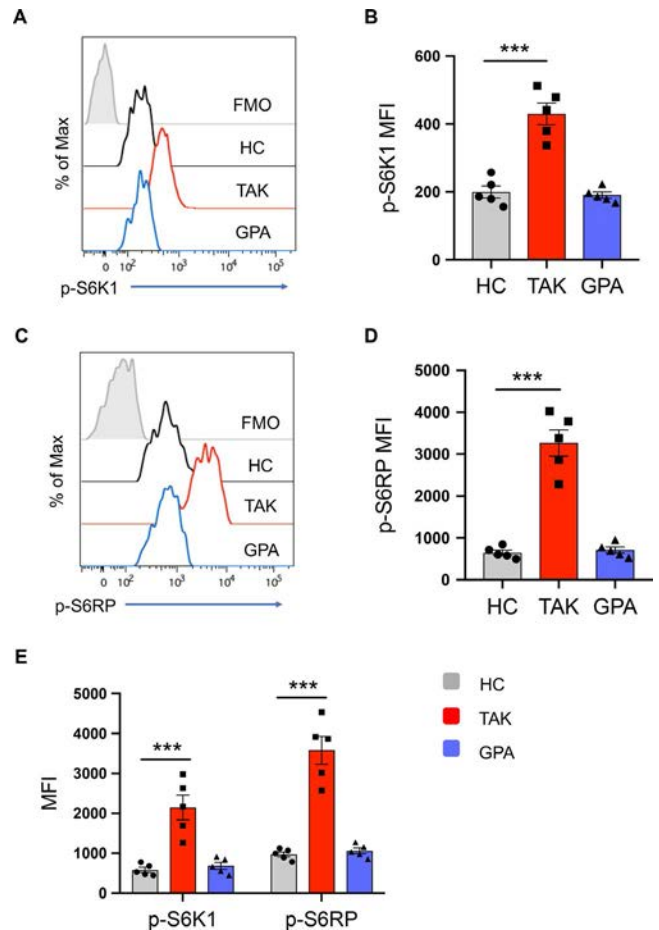 A
% of Max
FMO
HC
TAK
GPA
0 10² 10³ 10⁴ 10⁵
p-S6K1
B
***
p-S6K1 MFI
600
400
200
0
HC TAK GPA
C
% of Max
FMO
HC
TAK
GPA
0 10² 10³ 10⁴ 10⁵
p-S6RP
D
***
p-S6RP MFI
5000
4000
3000
2000
1000
0
HC TAK GPA
E
*** ***
MFI
5000
4000
3000
2000
1000
0
p-S6K1 p-S6RP
HC
TAK
GPA